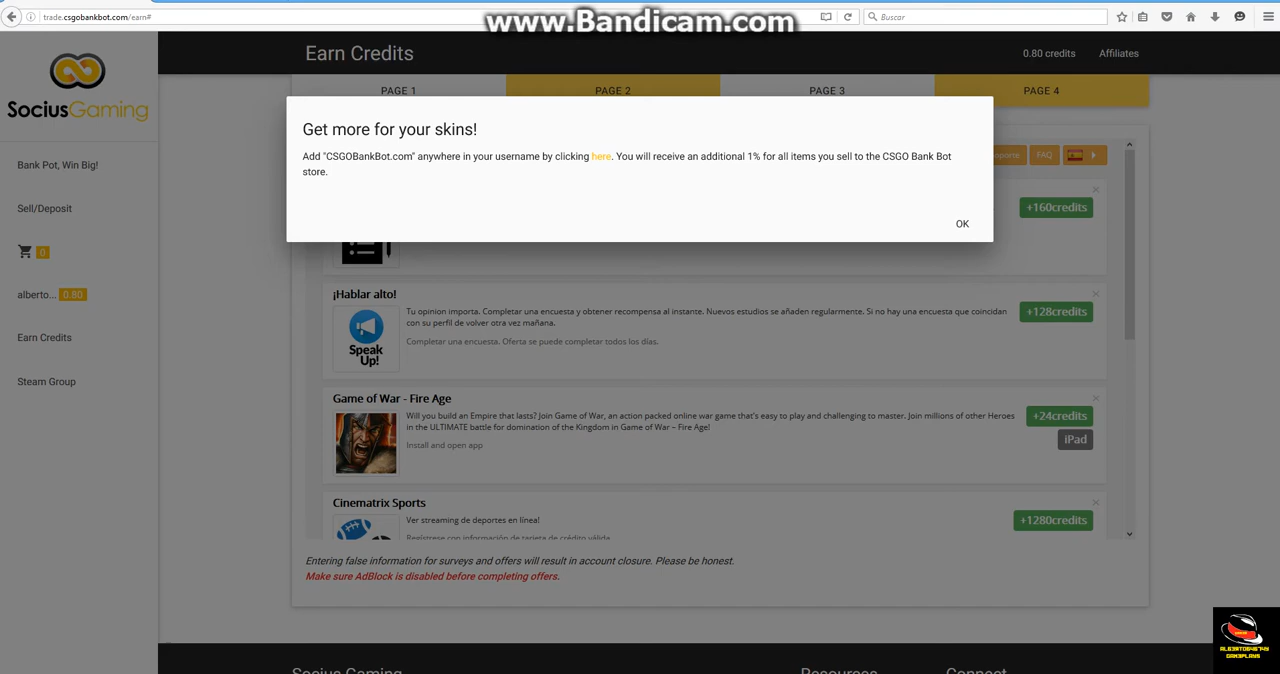 trade.csgobankbot.com/earn#
www.Bandicam.com
Buscar
SociusGaming
Earn Credits
0.80 credits
Affiliates
PAGE 1
PAGE 2
PAGE 3
PAGE 4
Bank Pot, Win Big!
Sell/Deposit
0
alberto... 0.80
Earn Credits
Steam Group
Get more for your skins!
Add "CSGOBankBot.com" anywhere in your username by clicking here. You will receive an additional 1% for all items you sell to the CSGO Bank Bot
store.
OK
FAQ
+160credits
¡Hablar alto!
Tu opinion importa. Completar una encuesta y obtener recompensa al instante. Nuevos estudios se añaden regularmente. Si no hay una encuesta que coincidan
con su perfil de volver otra vez mañana.
Completar una encuesta. Oferta se puede completar todos los días.
+128credits
Speak
Up!
Game of War - Fire Age
Will you build an Empire that lasts? Join Game of War, an action packed online war game that's easy to play and challenging to master. Join millions of other Heroes
in the ULTIMATE battle for domination of the Kingdom in Game of War – Fire Age!
Install and open app
+24credits
iPad
Cinematrix Sports
Ver streaming de deportes en línea!
Regístrese con información de tarjeta de crédito válida.
+1280credits
Entering false information for surveys and offers will result in account closure. Please be honest.
Make sure AdBlock is disabled before completing offers.
Socius Gaming
Resources
Connect
GAMEPLAYS